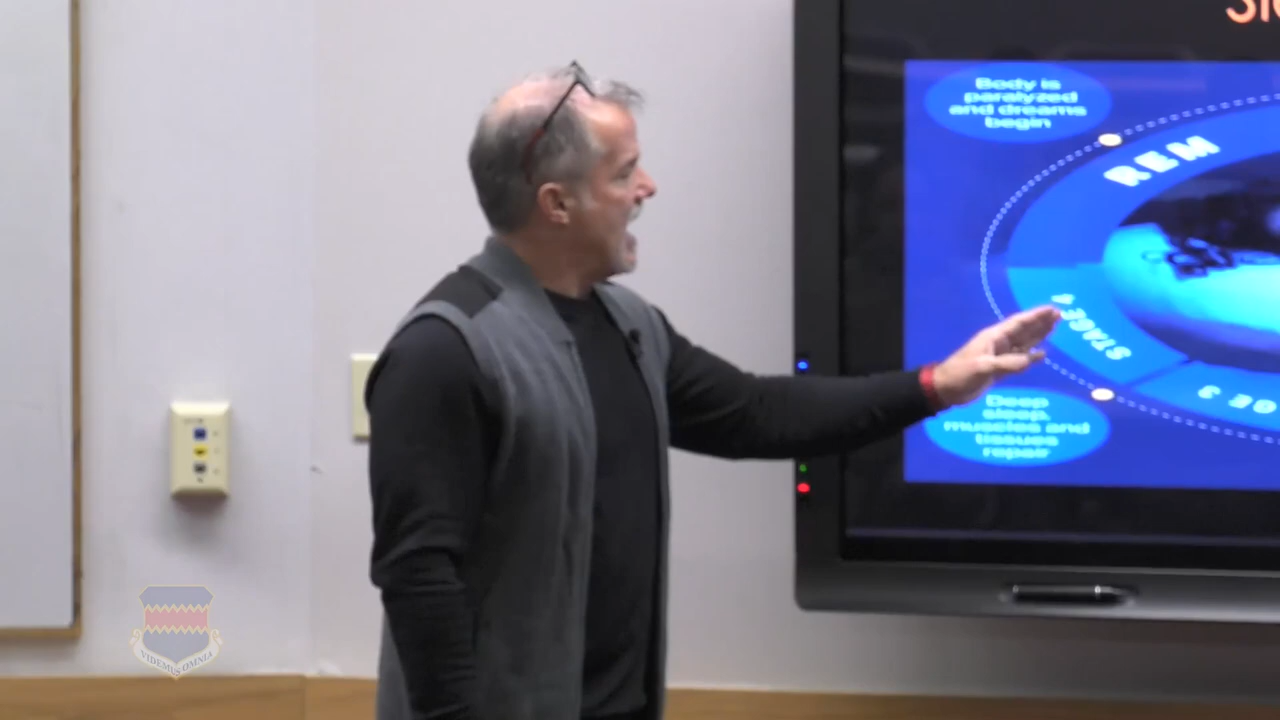 Body is
paralyzed
and dreams
begin
REM
STAGE 4
Deep
sleep,
muscles and
tissues
repair
VIDEMUS OMNIA